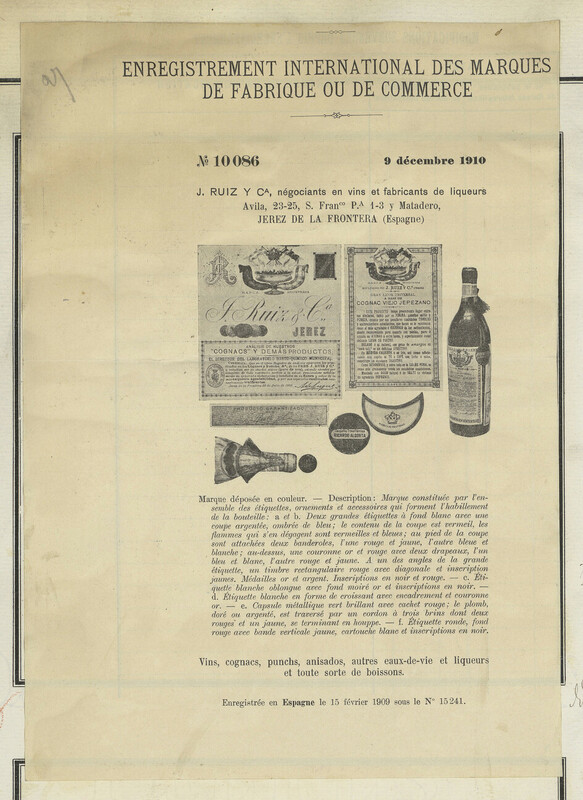 ENREGISTREMENT INTERNATIONAL DES MARQUES
DE FABRIQUE OU DE COMMERCE
№ 10086
9 décembre 1910
J. RUIZ Y Cᴬ, négociants en vins et fabricants de liqueurs
Avila, 23-25, S. Franᶜᵒ P.ᴬ 1-3 y Matadero,
JEREZ DE LA FRONTERA (Espagne)
J. Ruiz & Cª
JEREZ
"COGNACS" Y DEMÁS PRODUCTOS
GRAN LICOR UNIVERSAL
COGNAC VIEJO JEREZANO
PRODUCTO GARANTIZADO
Marque déposée en couleur. — Description: Marque constituée par l'en-
semble des étiquettes, ornements et accessoires qui forment l'habillement
de la bouteille: a et b. Deux grandes étiquettes à fond blanc avec une
coupe argentée, ombrée de bleu; le contenu de la coupe est vermeil, les
flammes qui s'en dégagent sont vermeilles et bleues; au pied de la coupe
sont attachées deux banderoles, l'une rouge et jaune, l'autre bleue et
blanche; au-dessus, une couronne or et rouge avec deux drapeaux, l'un
bleu et blanc, l'autre rouge et jaune. A un des angles de la grande
étiquette, un timbre rectangulaire rouge avec diagonale et inscription
jaunes. Médailles or et argent. Inscriptions en noir et rouge. — c. Éti-
quette blanche oblongue avec fond moiré or et inscriptions en noir. —
d. Étiquette blanche en forme de croissant avec encadrement et couronne
or. — e. Capsule métallique vert brillant avec cachet rouge; le plomb,
doré ou argenté, est traversé par un cordon à trois brins dont deux
rouges et un jaune, se terminant en houppe. — f. Étiquette ronde, fond
rouge avec bande verticale jaune, cartouche blanc et inscriptions en noir.
Vins, cognacs, punchs, anisados, autres eaux-de-vie et liqueurs
et toute sorte de boissons.
Enregistrée en Espagne le 15 février 1909 sous le N° 15241.